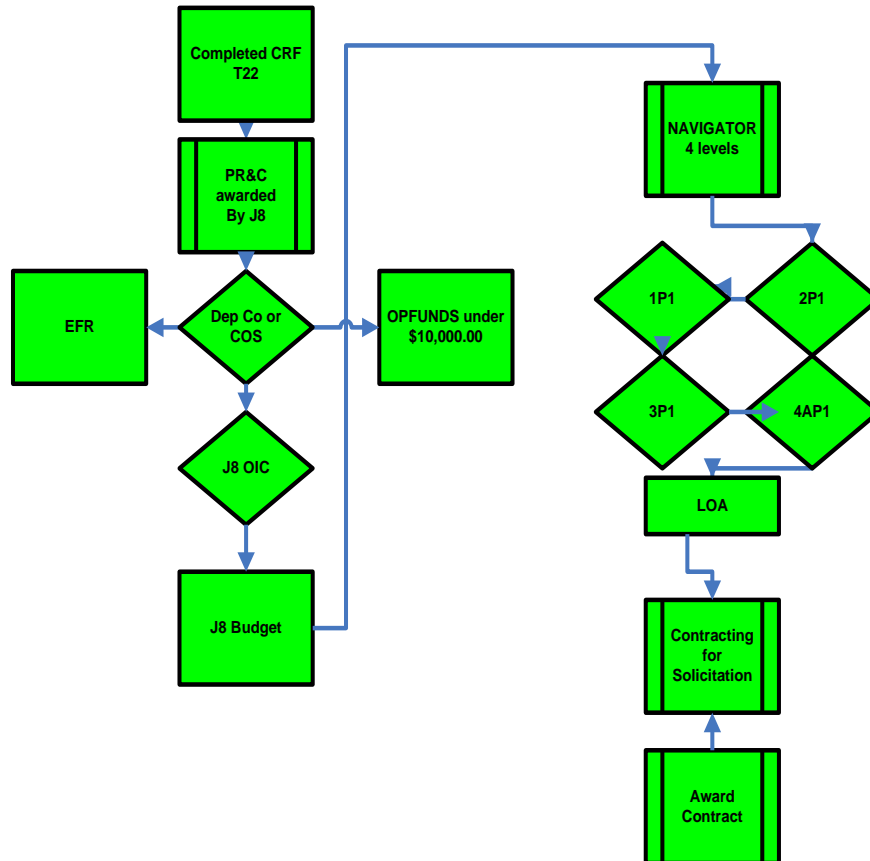 Completed CRF
T22
PR&C
awarded
By J8
EFR
Dep Co or
COS
OPFUNDS under
$10,000.00
J8 OIC
J8 Budget
NAVIGATOR
4 levels
1P1
2P1
3P1
4AP1
LOA
Contracting
for
Solicitation
Award
Contract